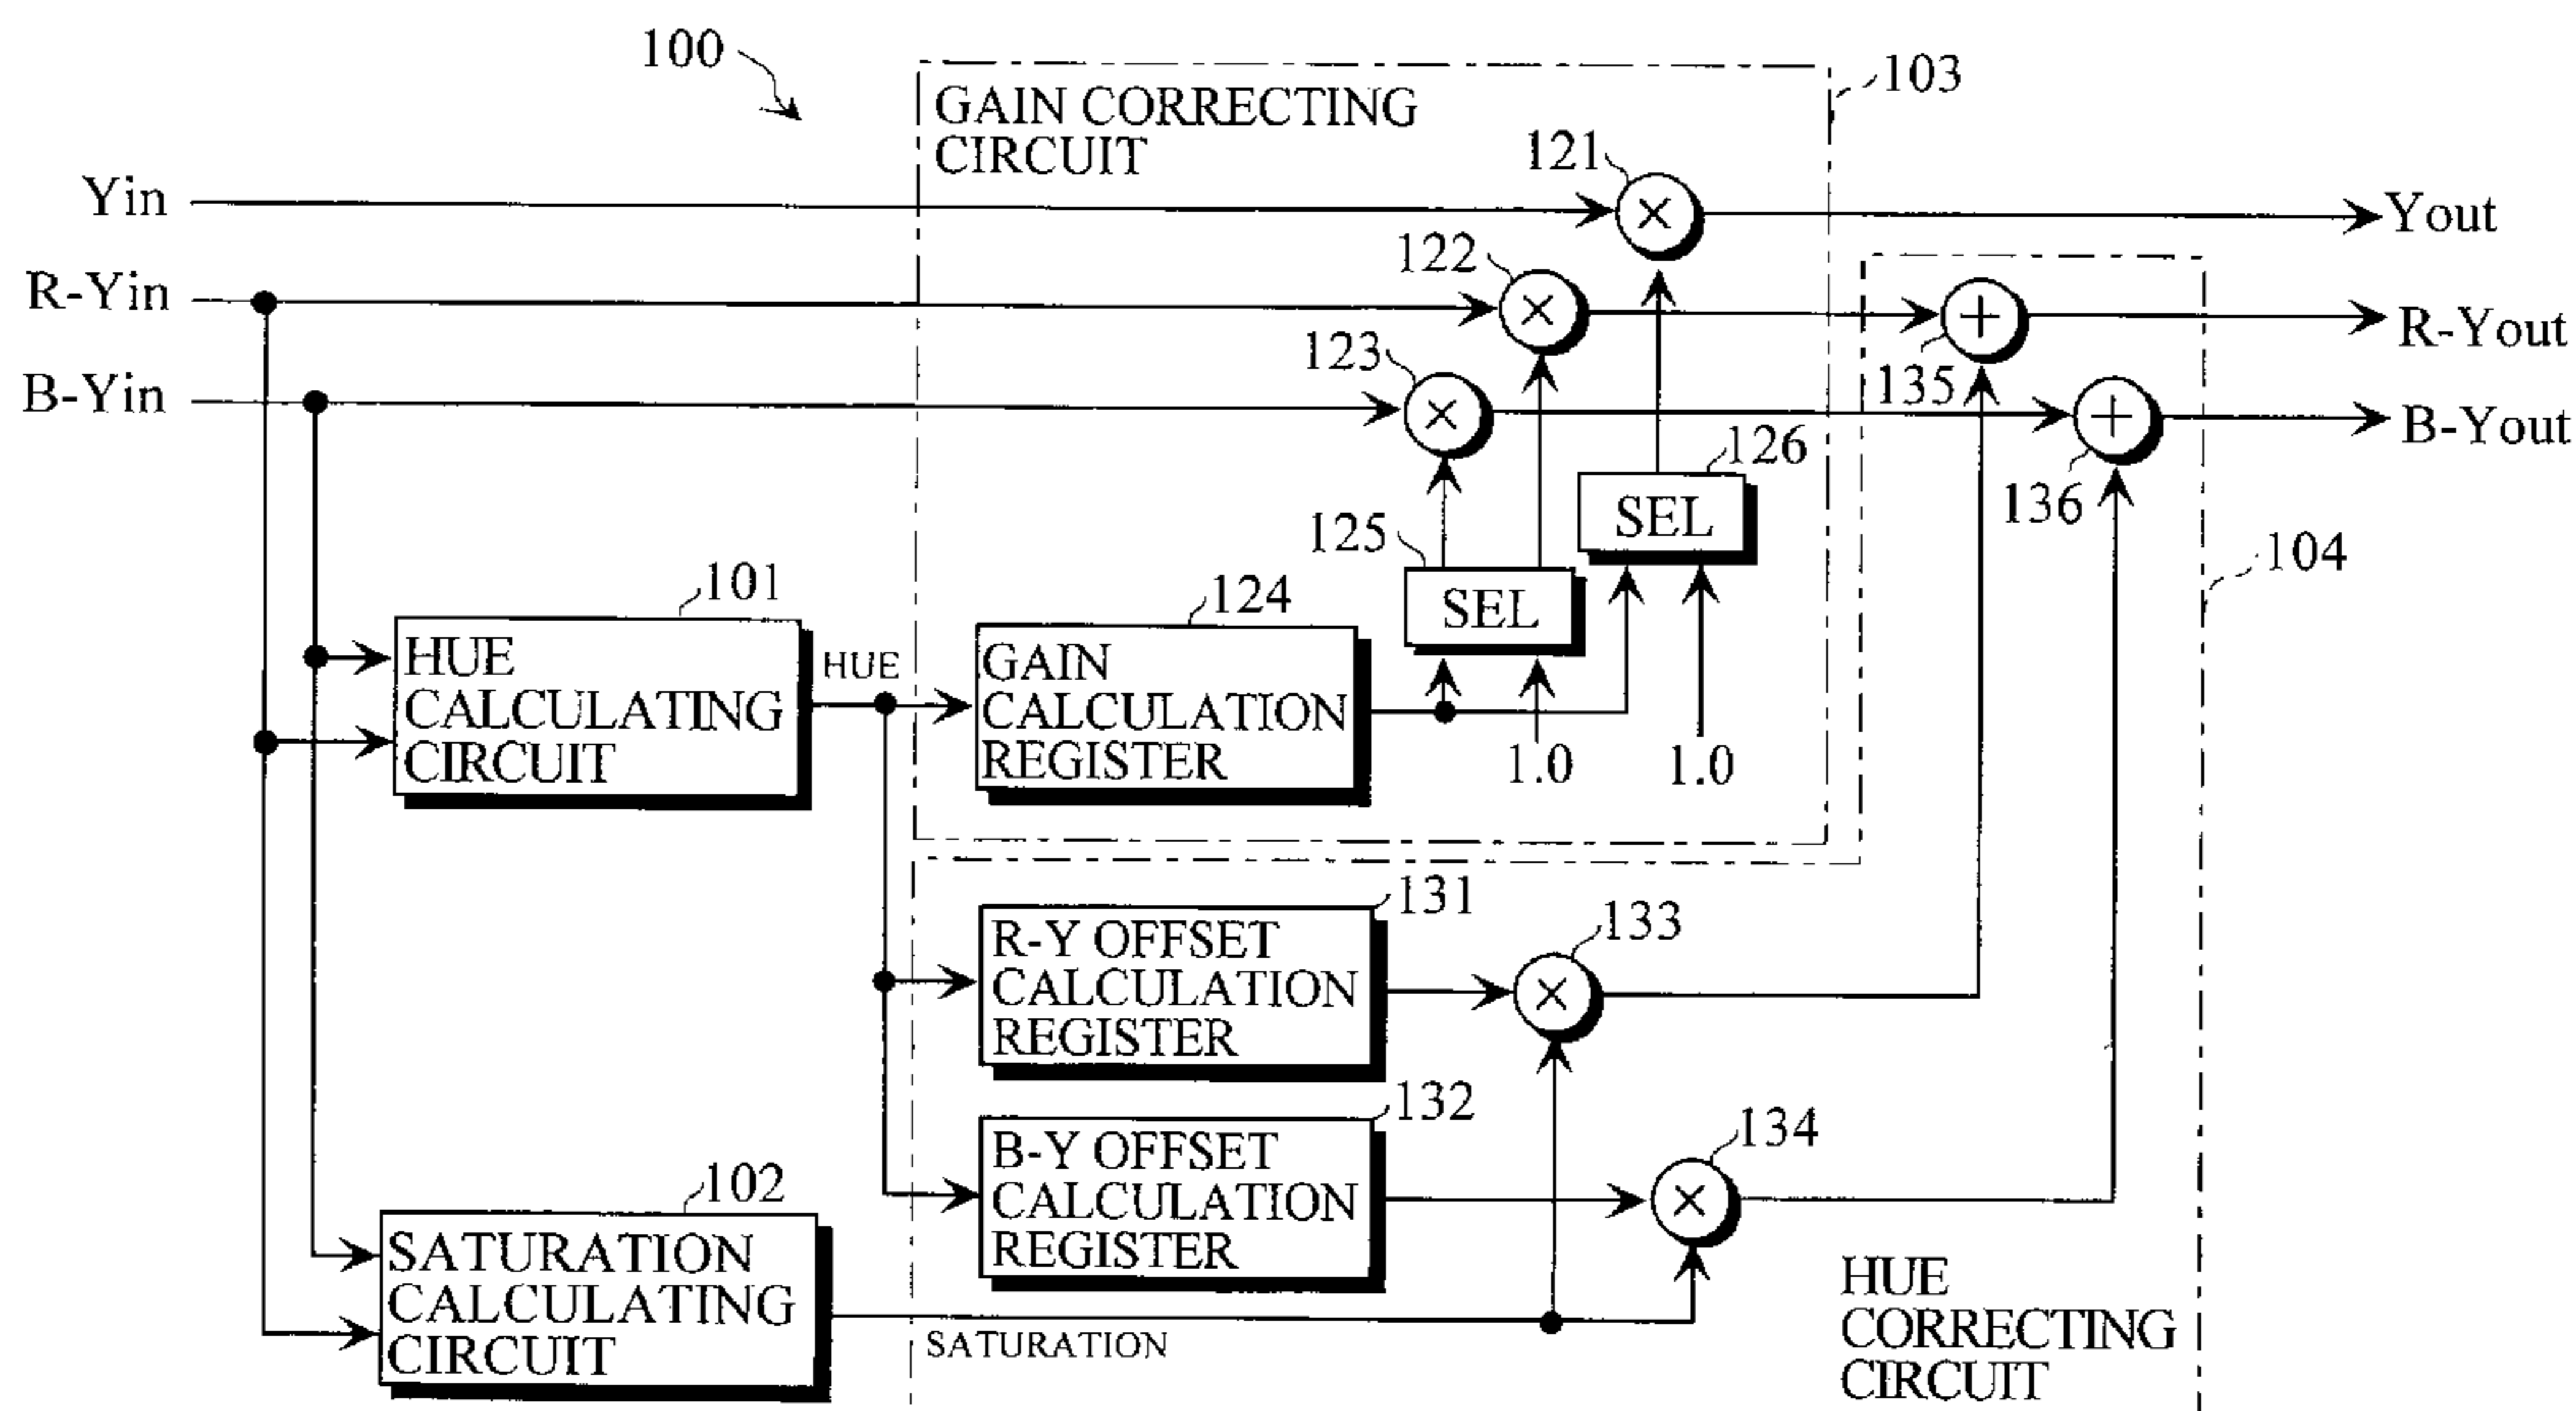 100
103
GAIN CORRECTING
CIRCUIT
121
Yin
Yout
122
R-Yin
R-Yout
123
135
B-Yin
B-Yout
126
136
SEL
125
104
101
124
SEL
HUE
CALCULATING
CIRCUIT
HUE
GAIN
CALCULATION
REGISTER
1.0
1.0
131
133
R-Y OFFSET
CALCULATION
REGISTER
132
134
B-Y OFFSET
CALCULATION
REGISTER
102
SATURATION
CALCULATING
CIRCUIT
SATURATION
HUE
CORRECTING
CIRCUIT
×
×
×
+
+
×
×